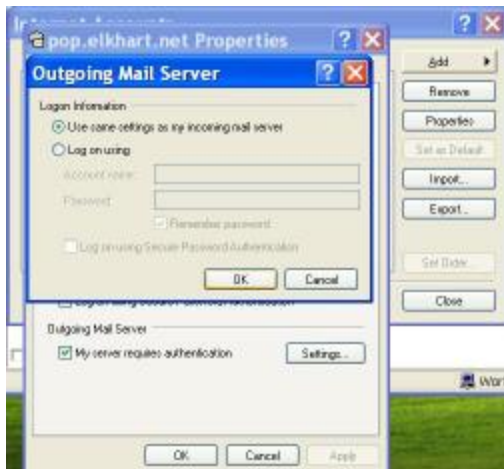 pop.elkhart.net Properties
Outgoing Mail Server
Logon Information
Use same settings as my incoming mail server
Log on using
Account name:
Password:
Remember password
Log on using Secure Password Authentication
OK Cancel
Outgoing Mail Server
My server requires authentication Settings...
OK Cancel Apply
Add
Remove
Properties
Set as Default
Import...
Export...
Set Order...
Close